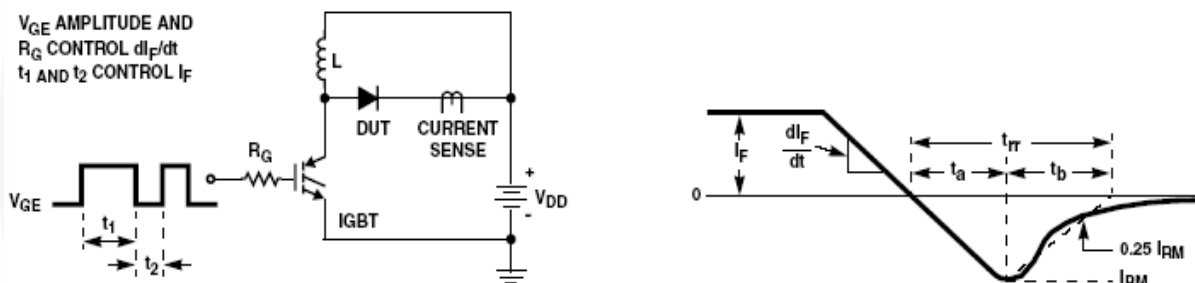 VGE AMPLITUDE AND
RG CONTROL dIF/dt
t1 AND t2 CONTROL IF
L
DUT
CURRENT
SENSE
RG
VGE
t1
t2
IGBT
+
VDD
-
IF
dIF
dt
trr
ta
tb
0
0.25 IRM
IRM